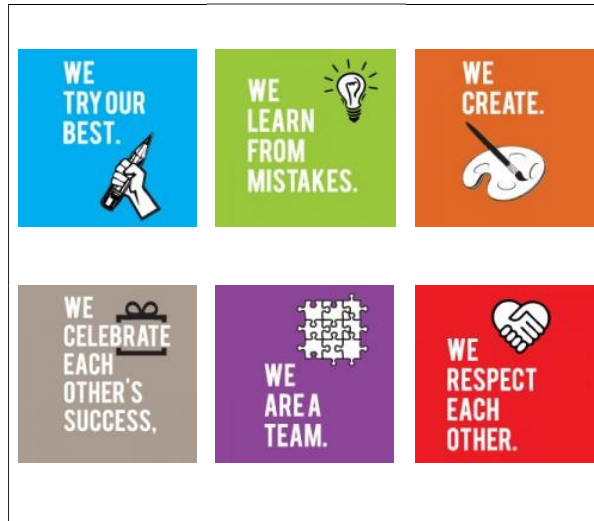 WE
TRY OUR
BEST.
WE
LEARN
FROM
MISTAKES.
WE
CREATE.
WE
CELEBRATE
EACH
OTHER'S
SUCCESS,
WE
ARE A
TEAM.
WE
RESPECT
EACH
OTHER.